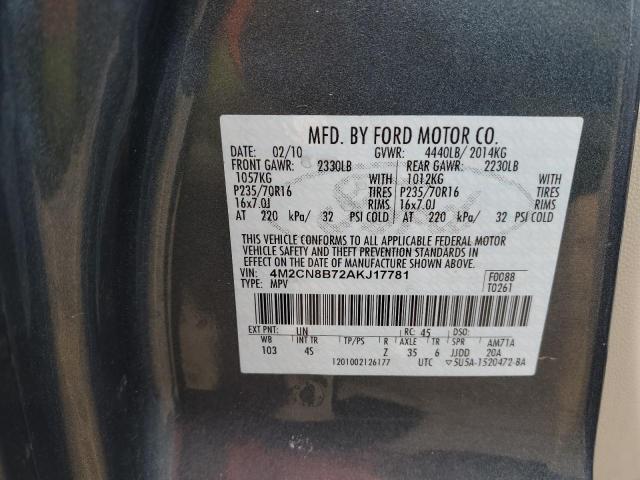 MFD. BY FORD MOTOR CO.
DATE: 02/10 GVWR: 4440LB/ 2014KG
FRONT GAWR: 2330LB REAR GAWR: 2230LB
1057KG WITH 1012KG WITH
P235/70R16 TIRES P235/70R16 TIRES
16x7.0J RIMS 16x7.0J RIMS
AT 220 kPa/ 32 PSI COLD AT 220 kPa/ 32 PSI COLD
THIS VEHICLE CONFORMS TO ALL APPLICABLE FEDERAL MOTOR
VEHICLE SAFETY AND THEFT PREVENTION STANDARDS IN
EFFECT ON THE DATE OF MANUFACTURE SHOWN ABOVE.
VIN: 4M2CN8B72AKJ17781 F0088
TYPE: MPV T0261
EXT PNT: UN RC: 45 DSO:
WB INT TR TP/PS R AXLE TR SPR AM71A
103 4S Z 35 6 JJDD 20A
1201002126177 UTC ▽5U5A-1520472-BA